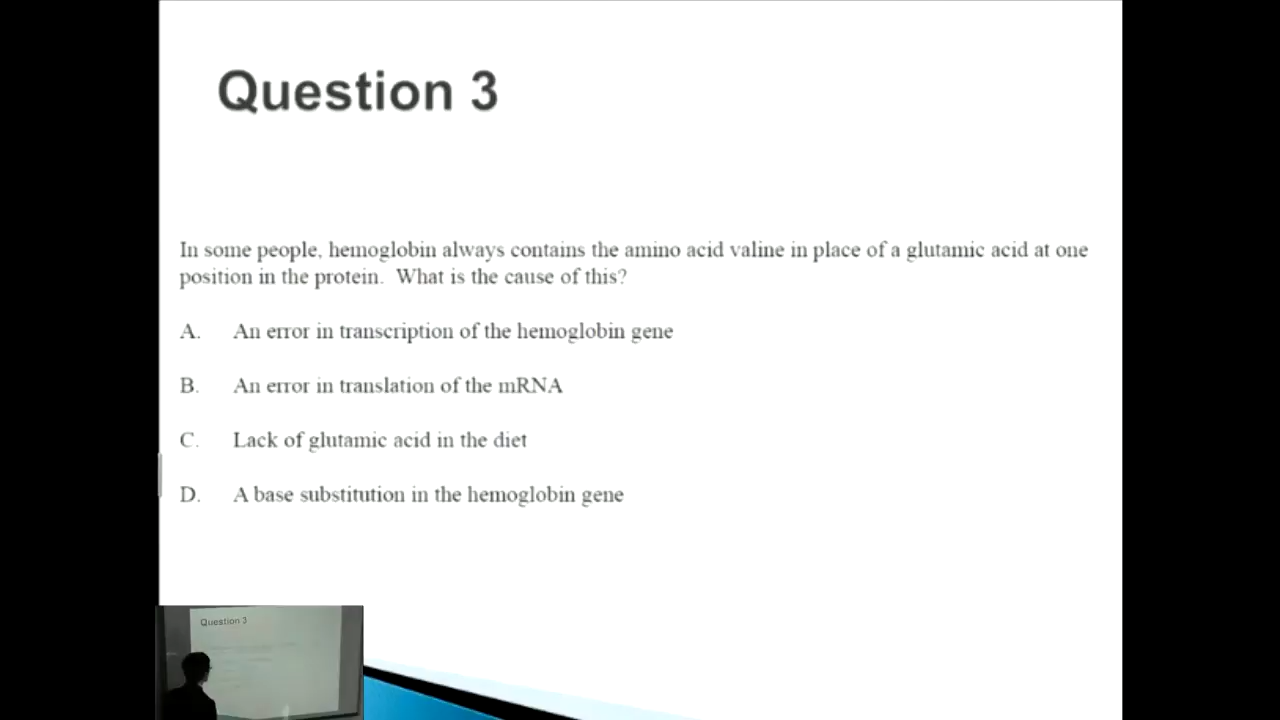 Question 3
In some people, hemoglobin always contains the amino acid valine in place of a glutamic acid at one
position in the protein. What is the cause of this?
A. An error in transcription of the hemoglobin gene
B. An error in translation of the mRNA
C. Lack of glutamic acid in the diet
D. A base substitution in the hemoglobin gene
Question 3